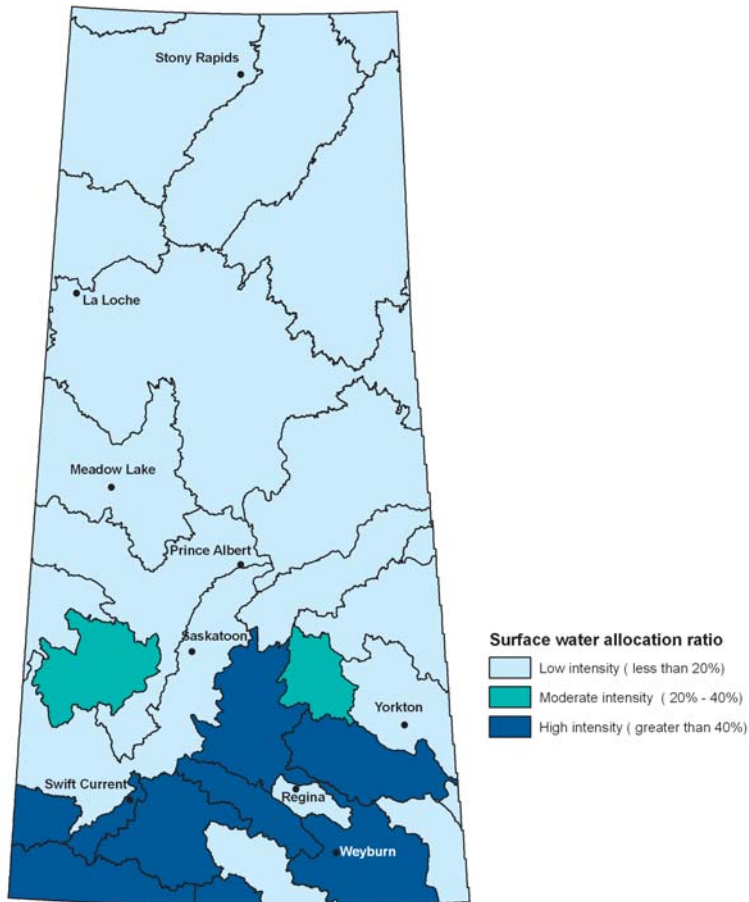 Stony Rapids
La Loche
Meadow Lake
Prince Albert
Saskatoon
Surface water allocation ratio
Low intensity ( less than 20%)
Moderate intensity ( 20% - 40%)
High intensity ( greater than 40%)
Yorkton
Swift Current
Regina
Weyburn